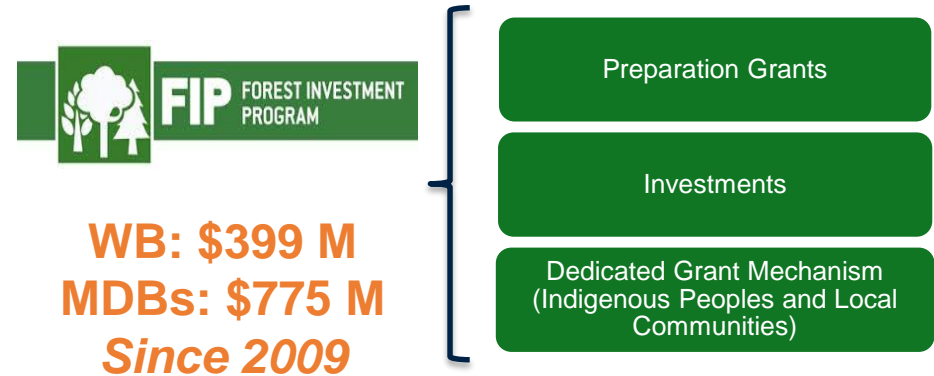 FIP FOREST INVESTMENT
PROGRAM
WB: $399 M
MDBs: $775 M
Since 2009
Preparation Grants
Investments
Dedicated Grant Mechanism
(Indigenous Peoples and Local
Communities)